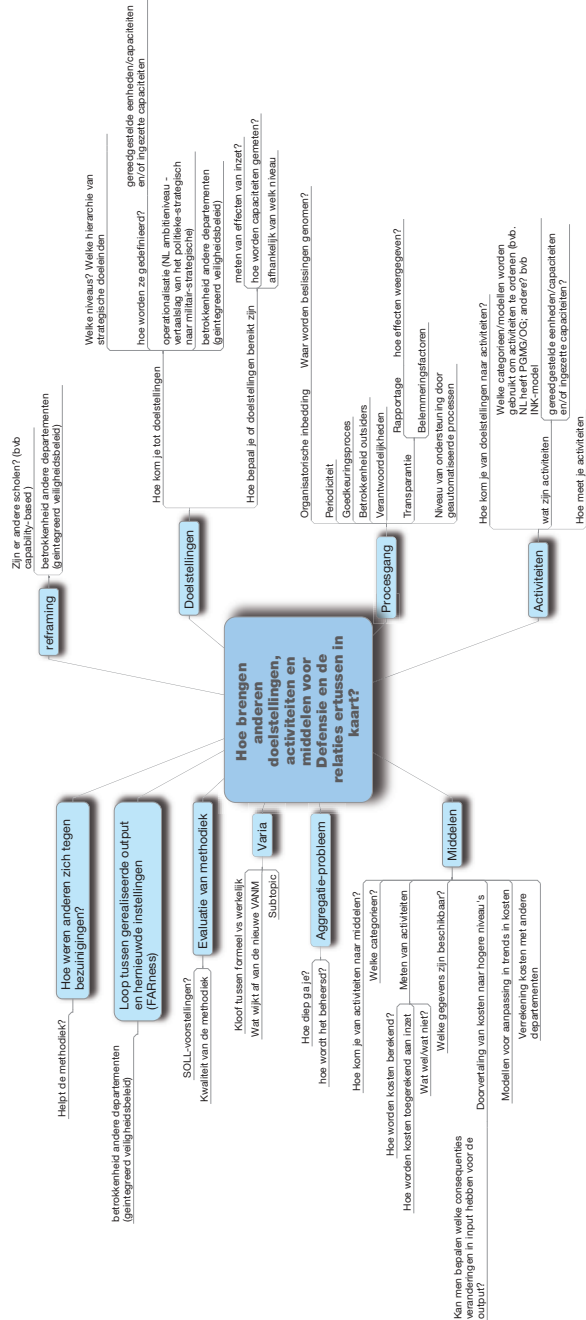 Hoe brengen
anderen
doelstellingen,
activiteiten en
middelen voor
Defensie en de
relaties ertussen in
kaart?
reframing
Zijn er andere scholen? (bvb
capability-based )
betrokkenheid andere departementen
(geintegreerd veiligheidsbeleid)
Doelstellingen
Hoe kom je tot doelstellingen
Welke niveaus? Welke hierarchie van
strategische doeleinden
hoe worden ze gedefinieerd?
gereedgestelde eenheden/capaciteiten
en/of ingezette capaciteiten
operationalisatie (NL ambitieniveau -
vertaalslag van het politieke-strategisch
naar militair-strategische)
betrokkenheid andere departementen
(geintegreerd veiligheidsbeleid)
Hoe bepaal je of doelstellingen bereikt zijn
meten van effecten van inzet?
hoe worden capaciteiten gemeten?
afhankelijk van welk niveau
Procesgang
Organisatorische inbedding
Waar worden beslissingen genomen?
Periodiciteit
Goedkeuringsproces
Betrokkenheid outsiders
Verantwoordelijkheden
Transparantie
Rapportage
hoe effecten weergegeven?
Belemmeringsfactoren
Niveau van ondersteuning door
geautomatiseerde processen
Activiteiten
Hoe kom je van doelstellingen naar activiteiten?
wat zijn activiteiten
Welke categorieen/modellen worden
gebruikt om activiteiten te ordenen (bvb.
NL heeft PGMG/OG; andere? bvb
INK-model
gereedgestelde eenheden/capaciteiten
en/of ingezette capaciteiten?
Hoe meet je activiteiten
Hoe weren anderen zich tegen
bezuinigingen?
Helpt de methodiek?
Loop tussen gerealiseerde output
en hernieuwde instellingen
(FARness)
betrokkenheid andere departementen
(geintegreerd veiligheidsbeleid)
Evaluatie van methodiek
SOLL-voorstellingen?
Kwaliteit van de methodiek
Varia
Kloof tussen formeel vs werkelijk
Wat wijkt af van de nieuwe VANM
Subtopic
Aggregatie-probleem
Hoe diep ga je?
hoe wordt het beheersd?
Middelen
Hoe kom je van activiteiten naar middelen?
Welke categorieen?
Meten van activiteiten
Hoe worden kosten berekend?
Hoe worden kosten toegerekend aan inzet
Wat wel/wat niet?
Welke gegevens zijn beschikbaar?
Doorvertaling van kosten naar hogere niveau's
Kan men bepalen welke consequenties
veranderingen in input hebben voor de
output?
Modellen voor aanpassing in trends in kosten
Verrekening kosten met andere
departementen